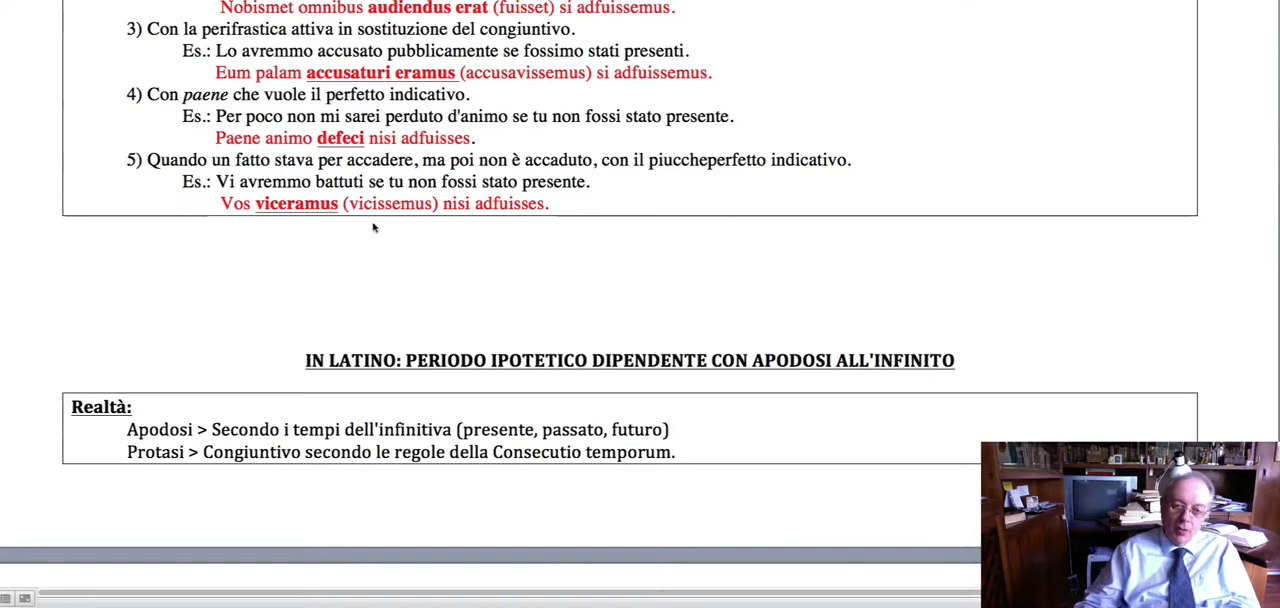 Nobismet omnibus audiendus erat (fuisset) si adfuissemus.
3) Con la perifrastica attiva in sostituzione del congiuntivo.
Es.: Lo avremmo accusato pubblicamente se fossimo stati presenti.
Eum palam accusaturi eramus (accusavissemus) si adfuissemus.
4) Con paene che vuole il perfetto indicativo.
Es.: Per poco non mi sarei perduto d'animo se tu non fossi stato presente.
Paene animo defeci nisi adfuisses.
5) Quando un fatto stava per accadere, ma poi non è accaduto, con il piuccheperfetto indicativo.
Es.: Vi avremmo battuti se tu non fossi stato presente.
Vos viceramus (vicissemus) nisi adfuisses.
IN LATINO: PERIODO IPOTETICO DIPENDENTE CON APODOSI ALL'INFINITO
Realtà:
Apodosi > Secondo i tempi dell'infinitiva (presente, passato, futuro)
Protasi > Congiuntivo secondo le regole della Consecutio temporum.